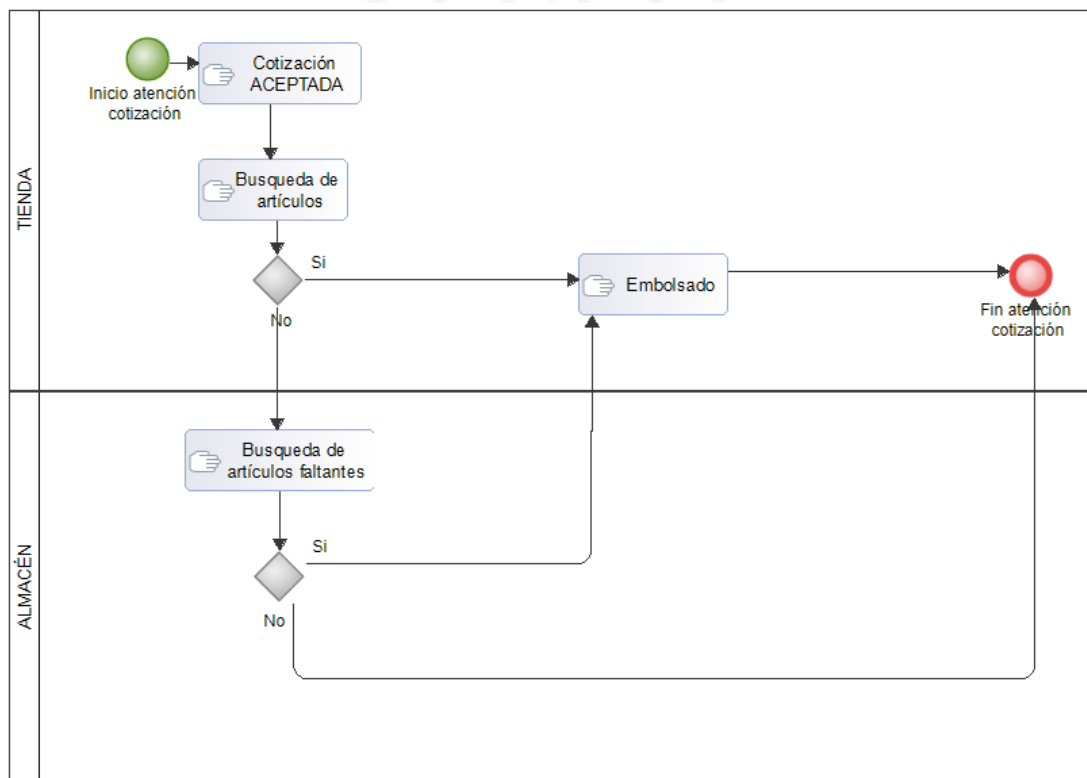 TIENDA
Inicio atención
cotización
Cotización
ACEPTADA
Busqueda de
artículos
Si
No
Embolsado
Fin atención
cotización
ALMACÉN
Busqueda de
artículos faltantes
Si
No